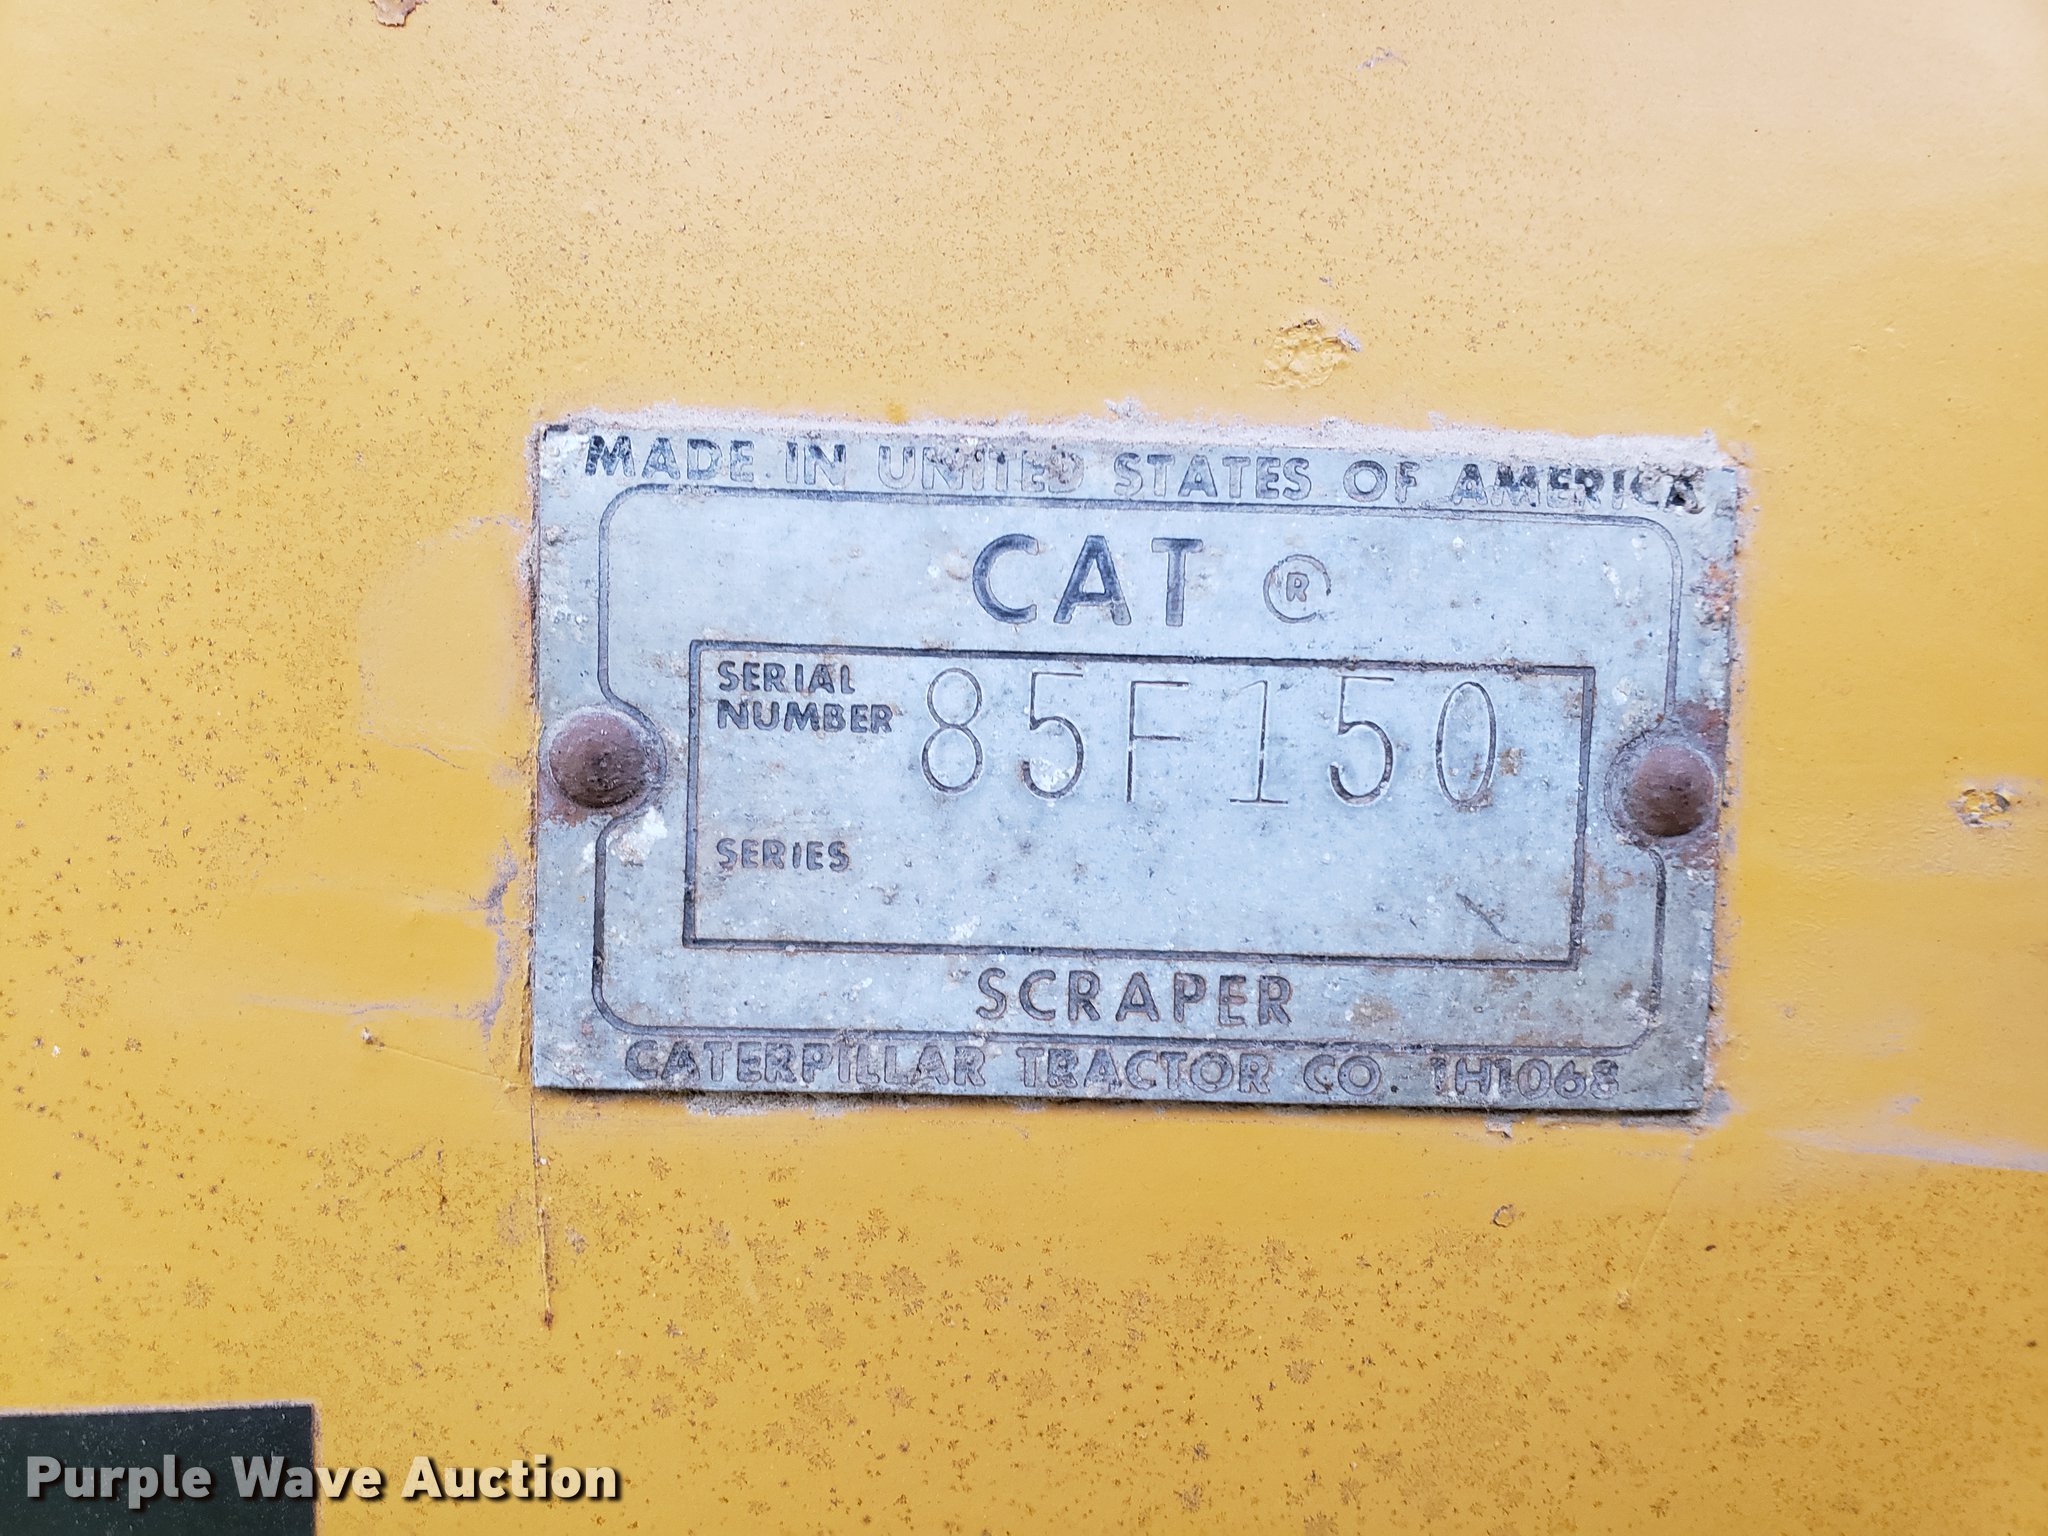 MADE IN UNITED STATES OF AMERICA
CAT ®
SERIAL NUMBER 85F150
SERIES
SCRAPER
CATERPILLAR TRACTOR CO. 1H1068
Purple Wave Auction